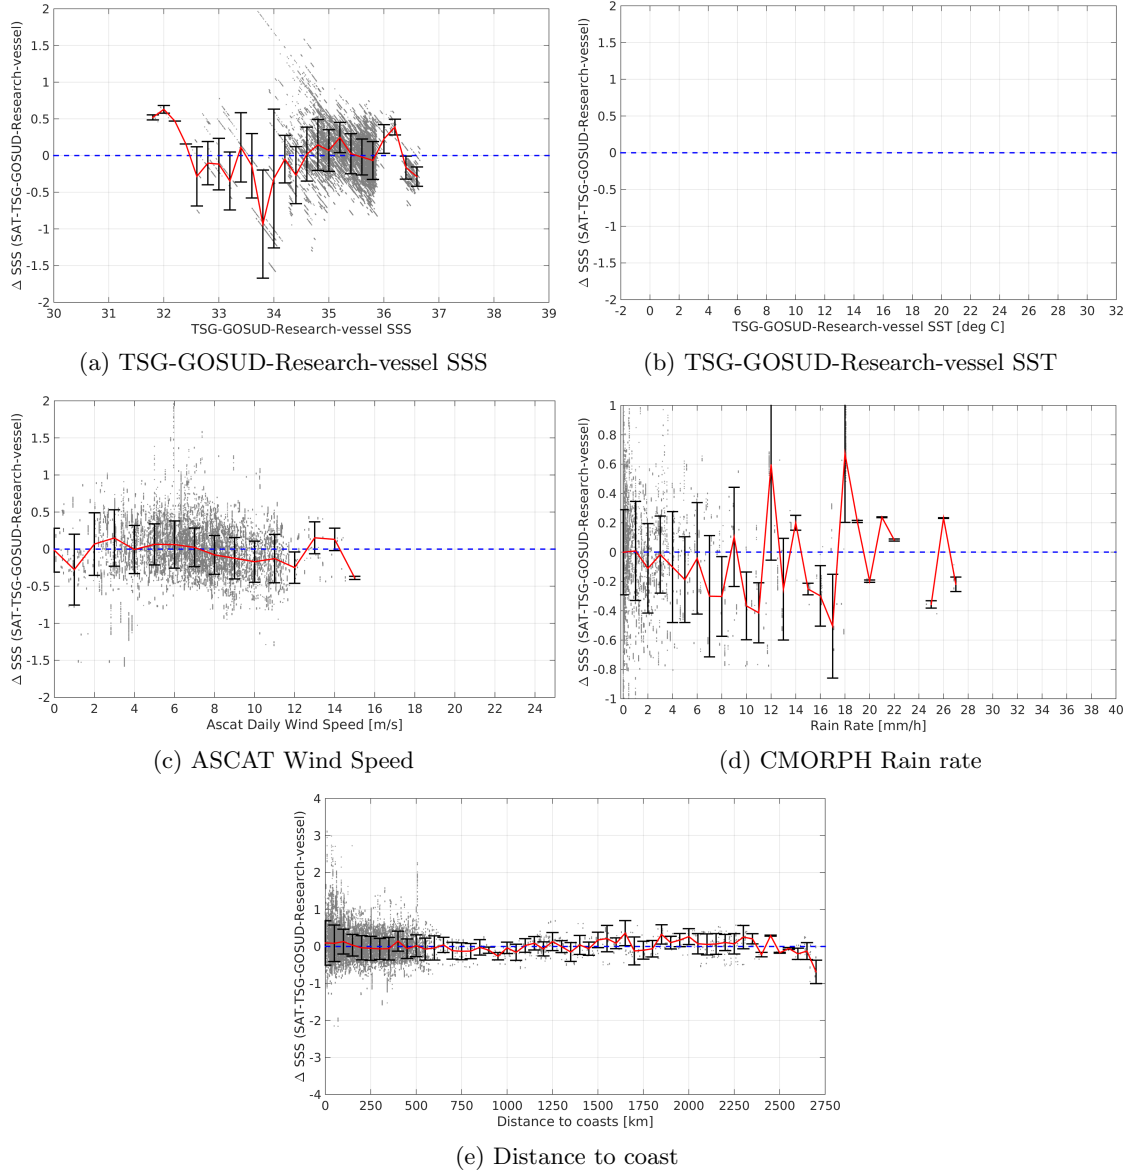 2
1.5
1
0.5
0
-0.5
-1
-1.5
-2
Δ SSS (SAT-TSG-GOSUD-Research-vessel)
30 31 32 33 34 35 36 37 38 39
TSG-GOSUD-Research-vessel SSS
(a) TSG-GOSUD-Research-vessel SSS
2
1.5
1
0.5
0
-0.5
-1
-1.5
-2
Δ SSS (SAT-TSG-GOSUD-Research-vessel)
-2 0 2 4 6 8 10 12 14 16 18 20 22 24 26 28 30 32
TSG-GOSUD-Research-vessel SST [deg C]
(b) TSG-GOSUD-Research-vessel SST
2
1.5
1
0.5
0
-0.5
-1
-1.5
-2
Δ SSS (SAT-TSG-GOSUD-Research-vessel)
0 2 4 6 8 10 12 14 16 18 20 22 24
Ascat Daily Wind Speed [m/s]
(c) ASCAT Wind Speed
1
0.8
0.6
0.4
0.2
0
-0.2
-0.4
-0.6
-0.8
-1
Δ SSS (SAT-TSG-GOSUD-Research-vessel)
0 2 4 6 8 10 12 14 16 18 20 22 24 26 28 30 32 34 36 38 40
Rain Rate [mm/h]
(d) CMORPH Rain rate
4
3
2
1
0
-1
-2
-3
-4
Δ SSS (SAT-TSG-GOSUD-Research-vessel)
0 250 500 750 1000 1250 1500 1750 2000 2250 2500 2750
Distance to coasts [km]
(e) Distance to coast